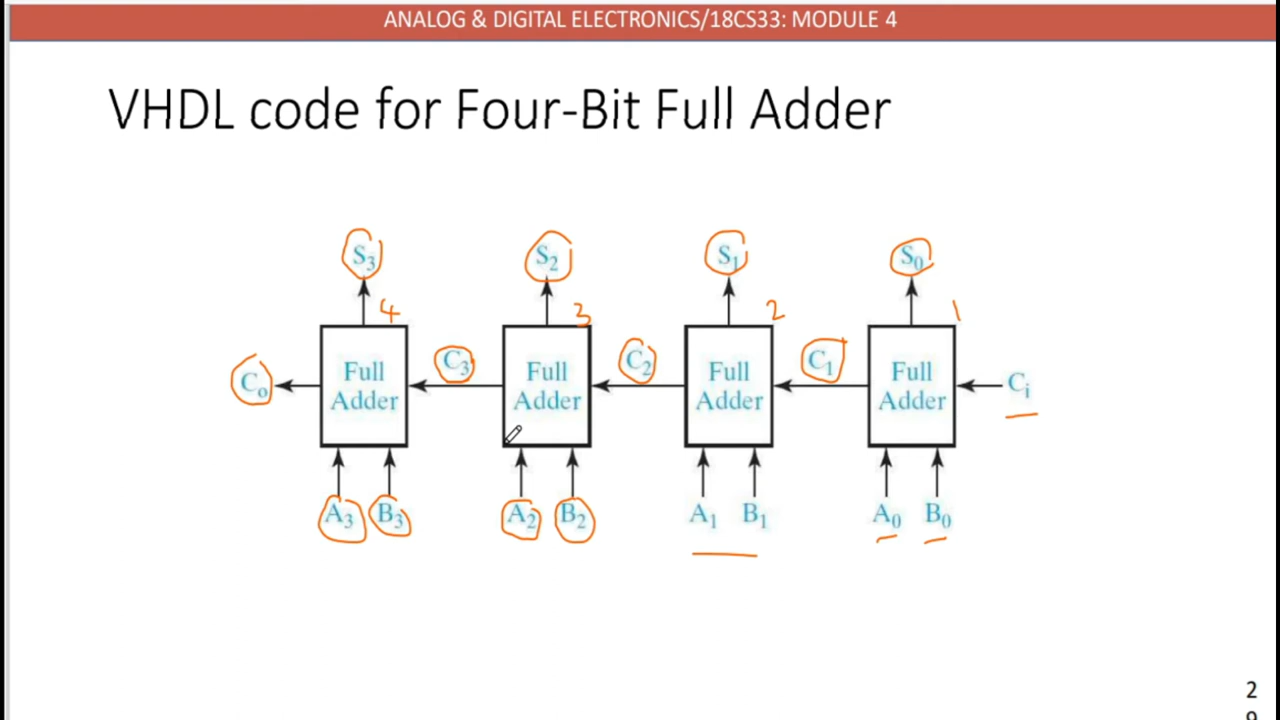 ANALOG & DIGITAL ELECTRONICS/18CS33: MODULE 4
VHDL code for Four-Bit Full Adder
S₃ S₂ S₁ S₀
4 3 2 1
C₀ Full Adder C₃ Full Adder C₂ Full Adder C₁ Full Adder Cᵢ
A₃ B₃ A₂ B₂ A₁ B₁ A₀ B₀
2
9